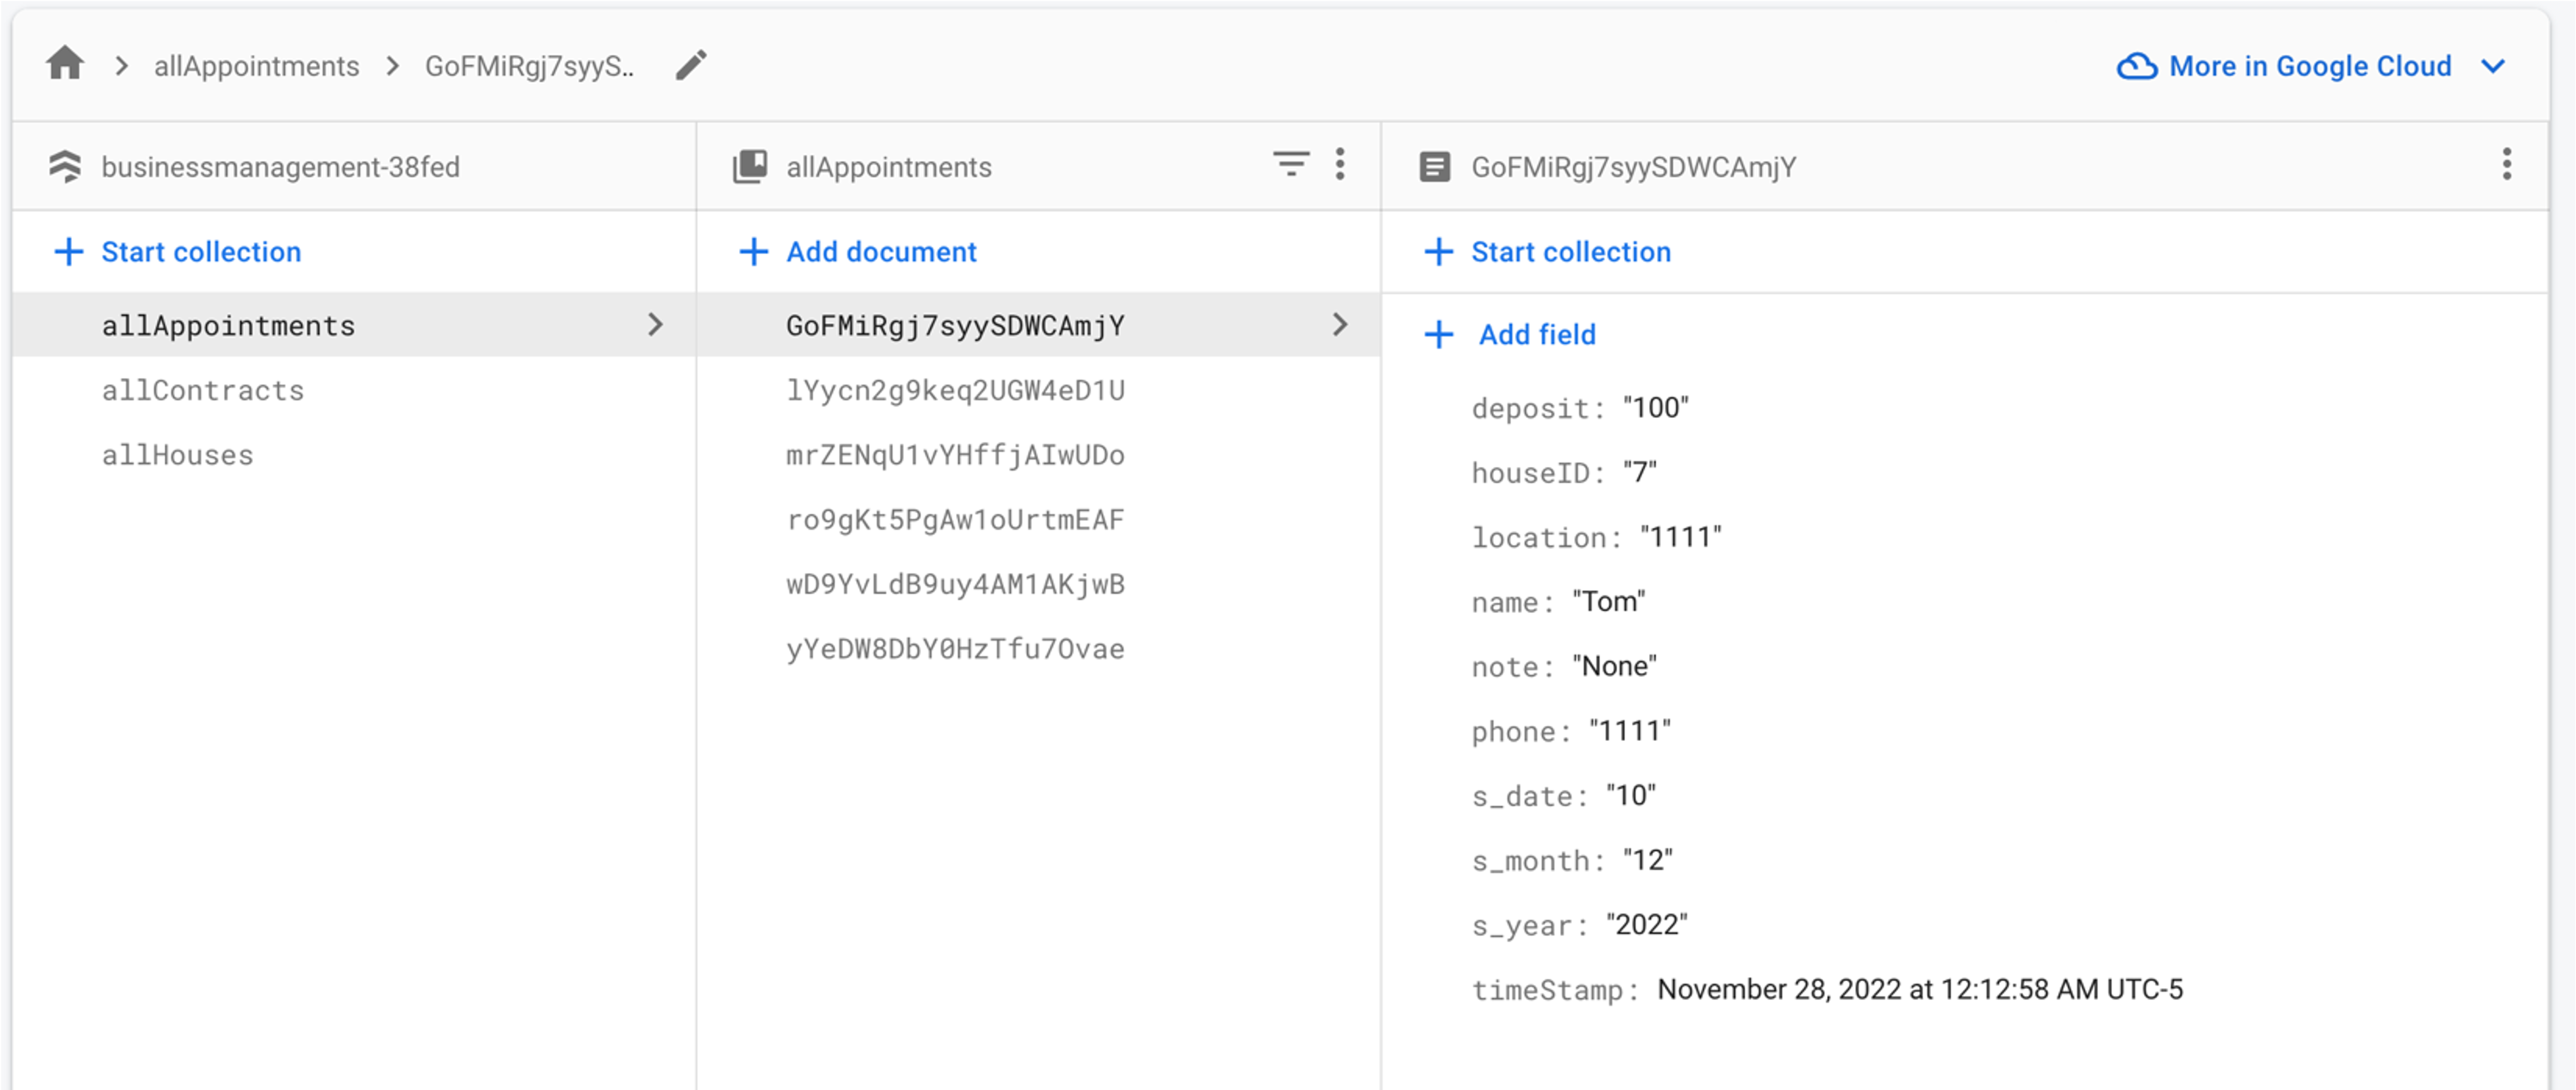 allAppointments > GoFMiRgj7syyS..
More in Google Cloud
businessmanagement-38fed
Start collection
allAppointments
allContracts
allHouses
allAppointments
Add document
GoFMiRgj7syySDWCAmjY
lYycn2g9keq2UGW4eD1U
mrZENqU1vYHffjAIwUDo
ro9gKt5PgAw1oUrtmEAF
wD9YvLdB9uy4AM1AKjwB
yYeDW8DbY0HzTfu7Ovae
GoFMiRgj7syySDWCAmjY
Start collection
Add field
deposit: "100"
houseID: "7"
location: "1111"
name: "Tom"
note: "None"
phone: "1111"
s_date: "10"
s_month: "12"
s_year: "2022"
timeStamp: November 28, 2022 at 12:12:58 AM UTC-5